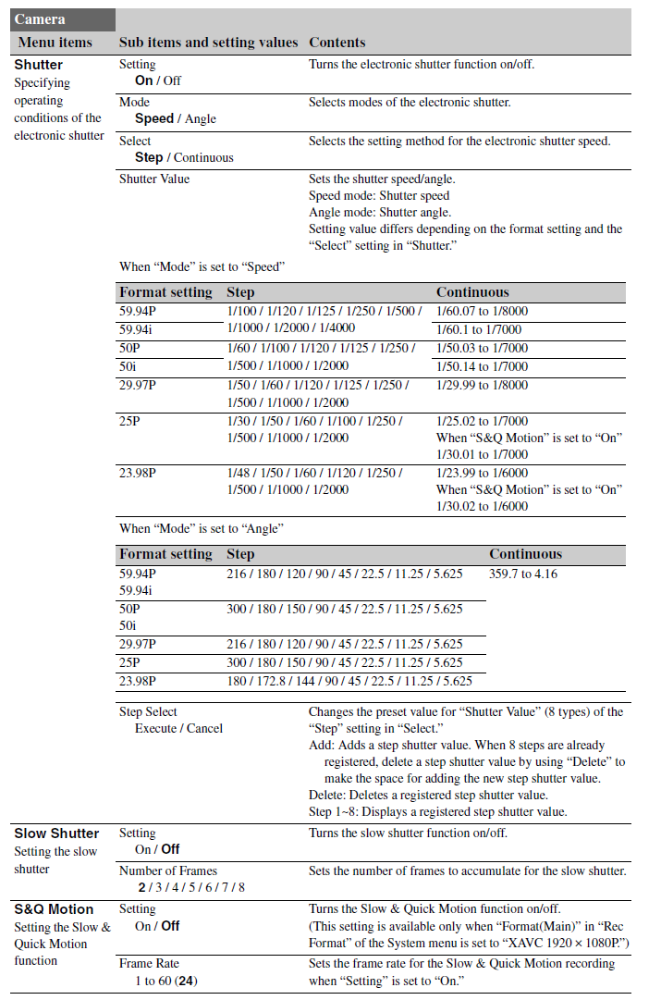 Camera
Menu items Sub items and setting values Contents
Shutter
Specifying
operating
conditions of the
electronic shutter
Setting
On / Off
Turns the electronic shutter function on/off.
Mode
Speed / Angle
Selects modes of the electronic shutter.
Select
Step / Continuous
Selects the setting method for the electronic shutter speed.
Shutter Value
Sets the shutter speed/angle.
Speed mode: Shutter speed
Angle mode: Shutter angle.
Setting value differs depending on the format setting and the
“Select” setting in “Shutter.”
When “Mode” is set to “Speed”
Format setting Step Continuous
59.94P 1/100 / 1/120 / 1/125 / 1/250 / 1/500 / 1/60.07 to 1/8000
59.94i 1/1000 / 1/2000 / 1/4000 1/60.1 to 1/7000
50P 1/60 / 1/100 / 1/120 / 1/125 / 1/250 / 1/50.03 to 1/7000
50i 1/500 / 1/1000 / 1/2000 1/50.14 to 1/7000
29.97P 1/50 / 1/60 / 1/120 / 1/125 / 1/250 / 1/29.99 to 1/8000
1/500 / 1/1000 / 1/2000
25P 1/30 / 1/50 / 1/60 / 1/100 / 1/250 / 1/25.02 to 1/7000
1/500 / 1/1000 / 1/2000 When “S&Q Motion” is set to “On”
1/30.01 to 1/7000
23.98P 1/48 / 1/50 / 1/60 / 1/120 / 1/250 / 1/23.99 to 1/6000
1/500 / 1/1000 / 1/2000 When “S&Q Motion” is set to “On”
1/30.02 to 1/6000
When “Mode” is set to “Angle”
Format setting Step Continuous
59.94P 216 / 180 / 120 / 90 / 45 / 22.5 / 11.25 / 5.625 359.7 to 4.16
59.94i
50P 300 / 180 / 150 / 90 / 45 / 22.5 / 11.25 / 5.625
50i
29.97P 216 / 180 / 120 / 90 / 45 / 22.5 / 11.25 / 5.625
25P 300 / 180 / 150 / 90 / 45 / 22.5 / 11.25 / 5.625
23.98P 180 / 172.8 / 144 / 90 / 45 / 22.5 / 11.25 / 5.625
Step Select
Execute / Cancel
Changes the preset value for “Shutter Value” (8 types) of the
“Step” setting in “Select.”
Add: Adds a step shutter value. When 8 steps are already
registered, delete a step shutter value by using “Delete” to
make the space for adding the new step shutter value.
Delete: Deletes a registered step shutter value.
Step 1~8: Displays a registered step shutter value.
Slow Shutter
Setting the slow
shutter
Setting
On / Off
Turns the slow shutter function on/off.
Number of Frames
2 / 3 / 4 / 5 / 6 / 7 / 8
Sets the number of frames to accumulate for the slow shutter.
S&Q Motion
Setting the Slow &
Quick Motion
function
Setting
On / Off
Turns the Slow & Quick Motion function on/off.
(This setting is available only when “Format(Main)” in “Rec
Format” of the System menu is set to “XAVC 1920 × 1080P.”)
Frame Rate
1 to 60 (24)
Sets the frame rate for the Slow & Quick Motion recording
when “Setting” is set to “On.”